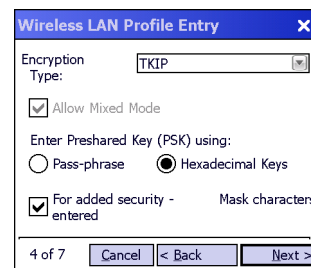 Wireless LAN Profile Entry
Encryption Type:
TKIP
Allow Mixed Mode
Enter Preshared Key (PSK) using:
Pass-phrase Hexadecimal Keys
For added security - Mask characters
entered
4 of 7 Cancel < Back Next >